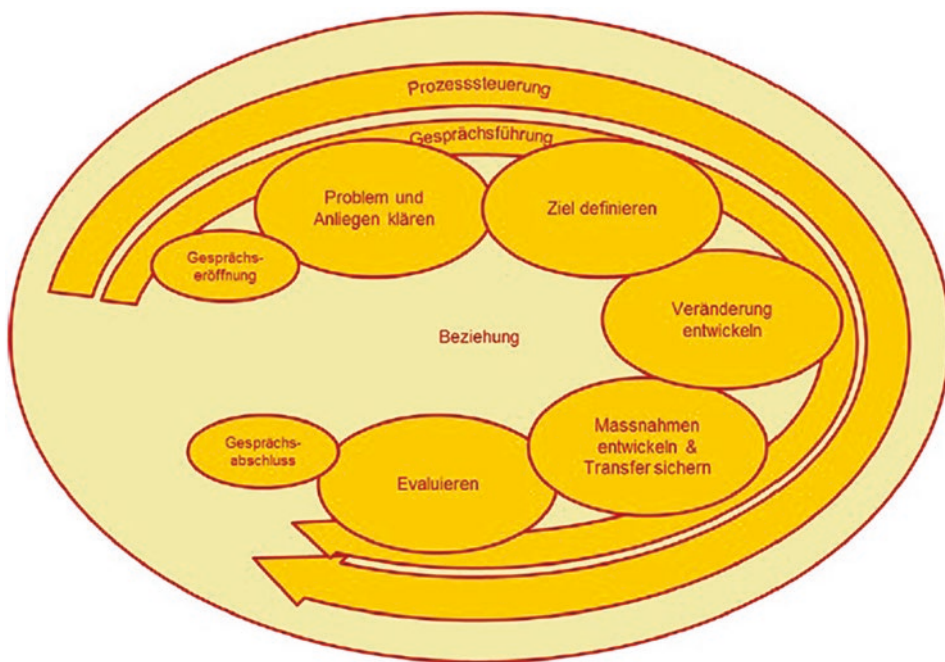 Prozesssteuerung
Gesprächsführung
Problem und
Anliegen klären
Ziel definieren
Gesprächs-
eröffnung
Veränderung
entwickeln
Beziehung
Massnahmen
entwickeln &
Transfer sichern
Gesprächs-
abschluss
Evaluieren